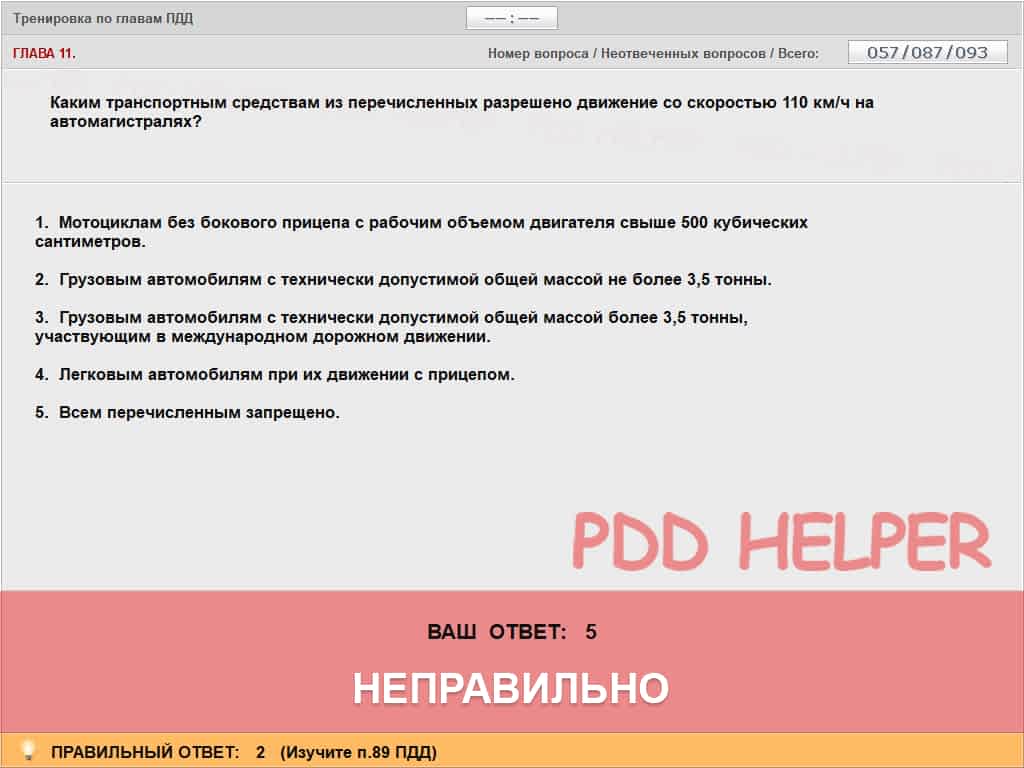 Тренировка по главам ПДД
–– : ––
ГЛАВА 11.
Номер вопроса / Неотвеченных вопросов / Всего:
057/087/093
Каким транспортным средствам из перечисленных разрешено движение со скоростью 110 км/ч на
автомагистралях?
1. Мотоциклам без бокового прицепа с рабочим объемом двигателя свыше 500 кубических
сантиметров.
2. Грузовым автомобилям с технически допустимой общей массой не более 3,5 тонны.
3. Грузовым автомобилям с технически допустимой общей массой более 3,5 тонны,
участвующим в международном дорожном движении.
4. Легковым автомобилям при их движении с прицепом.
5. Всем перечисленным запрещено.
PDD HELPER
ВАШ ОТВЕТ: 5
НЕПРАВИЛЬНО
ПРАВИЛЬНЫЙ ОТВЕТ: 2 (Изучите п.89 ПДД)